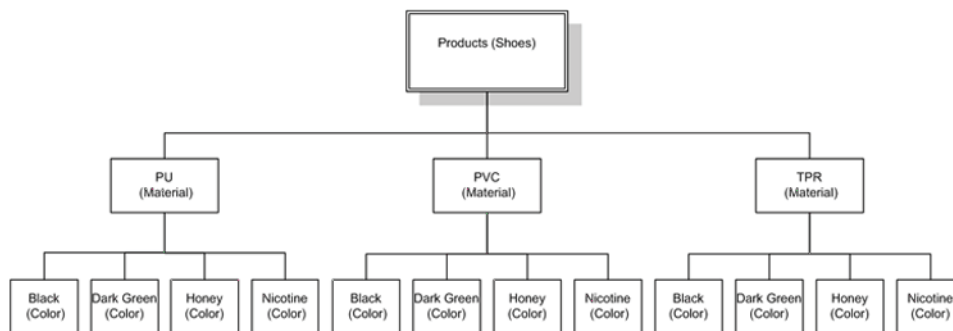 Products (Shoes)
PU
(Material)
PVC
(Material)
TPR
(Material)
Black
(Color)
Dark Green
(Color)
Honey
(Color)
Nicotine
(Color)
Black
(Color)
Dark Green
(Color)
Honey
(Color)
Nicotine
(Color)
Black
(Color)
Dark Green
(Color)
Honey
(Color)
Nicotine
(Color)